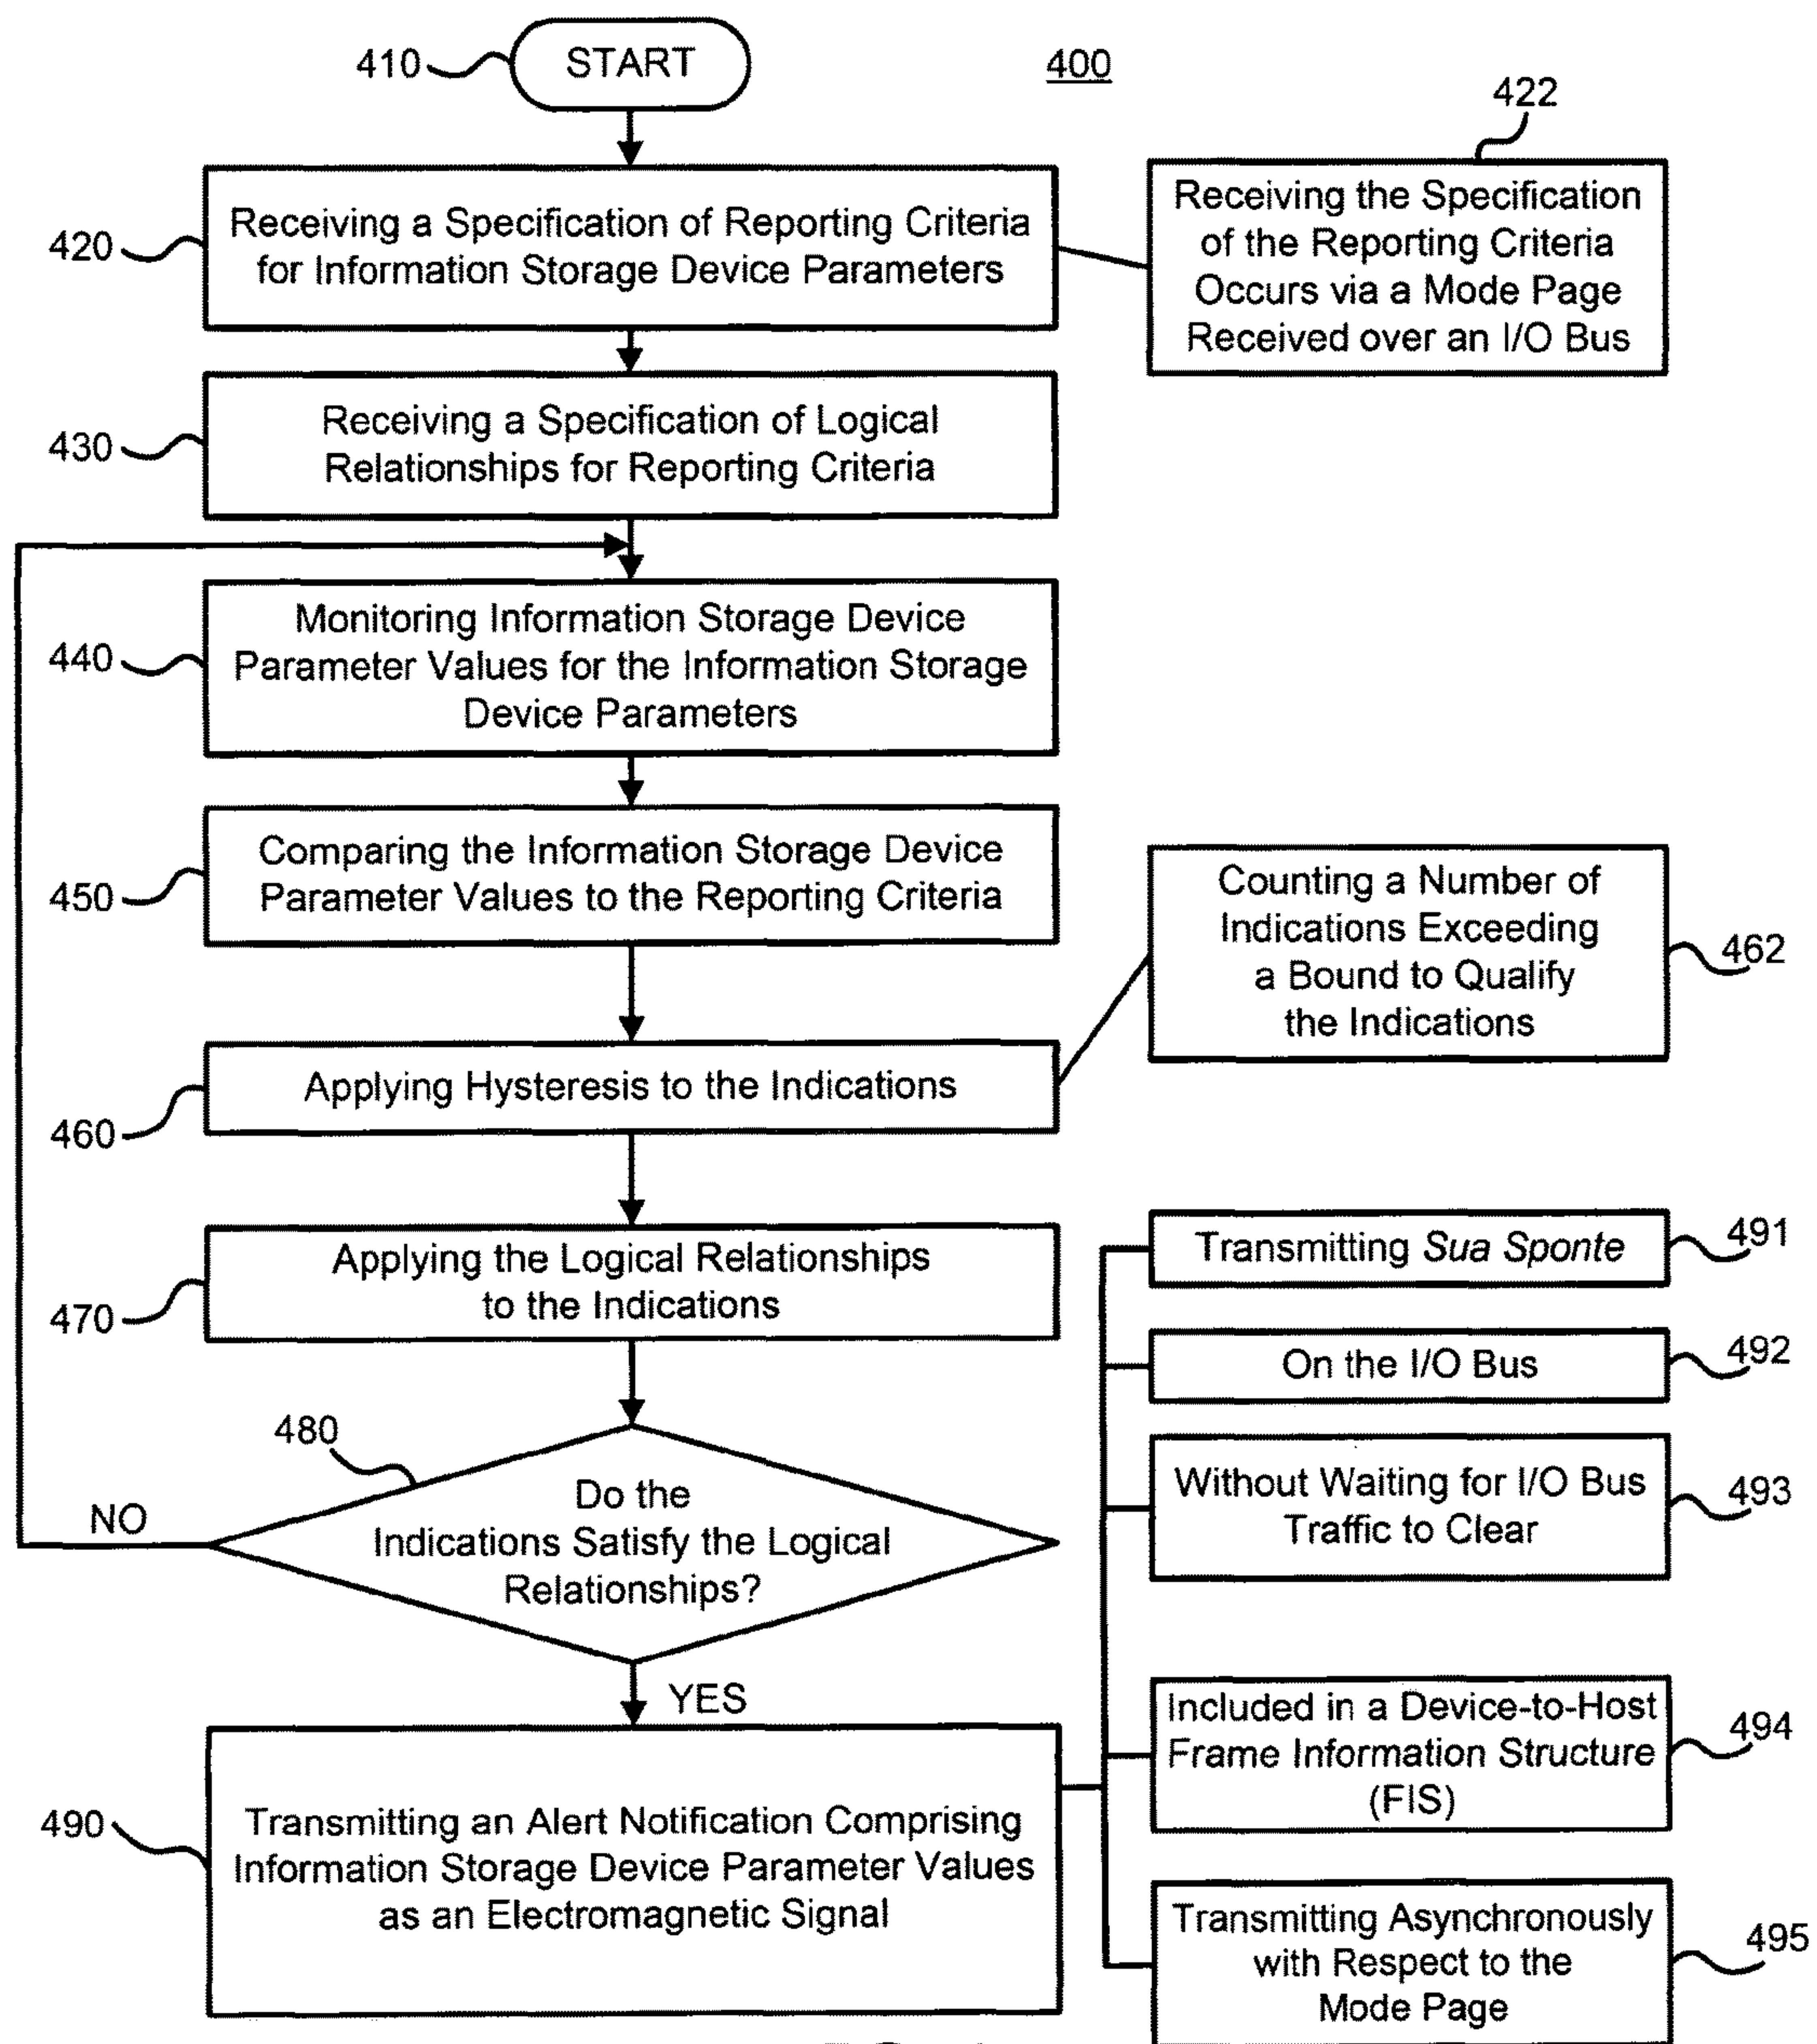 410
START
400
422
420
Receiving a Specification of Reporting Criteria
for Information Storage Device Parameters
Receiving the Specification
of the Reporting Criteria
Occurs via a Mode Page
Received over an I/O Bus
430
Receiving a Specification of Logical
Relationships for Reporting Criteria
440
Monitoring Information Storage Device
Parameter Values for the Information Storage
Device Parameters
450
Comparing the Information Storage Device
Parameter Values to the Reporting Criteria
Counting a Number of
Indications Exceeding
a Bound to Qualify
the Indications
462
460
Applying Hysteresis to the Indications
470
Applying the Logical Relationships
to the Indications
480
Do the
Indications Satisfy the Logical
Relationships?
NO
YES
490
Transmitting an Alert Notification Comprising
Information Storage Device Parameter Values
as an Electromagnetic Signal
Transmitting Sua Sponte
491
On the I/O Bus
492
Without Waiting for I/O Bus
Traffic to Clear
493
Included in a Device-to-Host
Frame Information Structure
(FIS)
494
Transmitting Asynchronously
with Respect to the
Mode Page
495